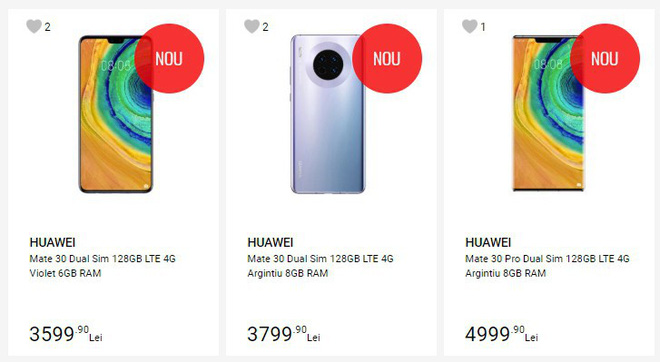 2
NOU
HUAWEI
Mate 30 Dual Sim 128GB LTE 4G
Violet 6GB RAM
3599.90 Lei
2
NOU
HUAWEI
Mate 30 Dual Sim 128GB LTE 4G
Argintiu 8GB RAM
3799.90 Lei
1
NOU
HUAWEI
Mate 30 Pro Dual Sim 128GB LTE 4G
Argintiu 8GB RAM
4999.90 Lei